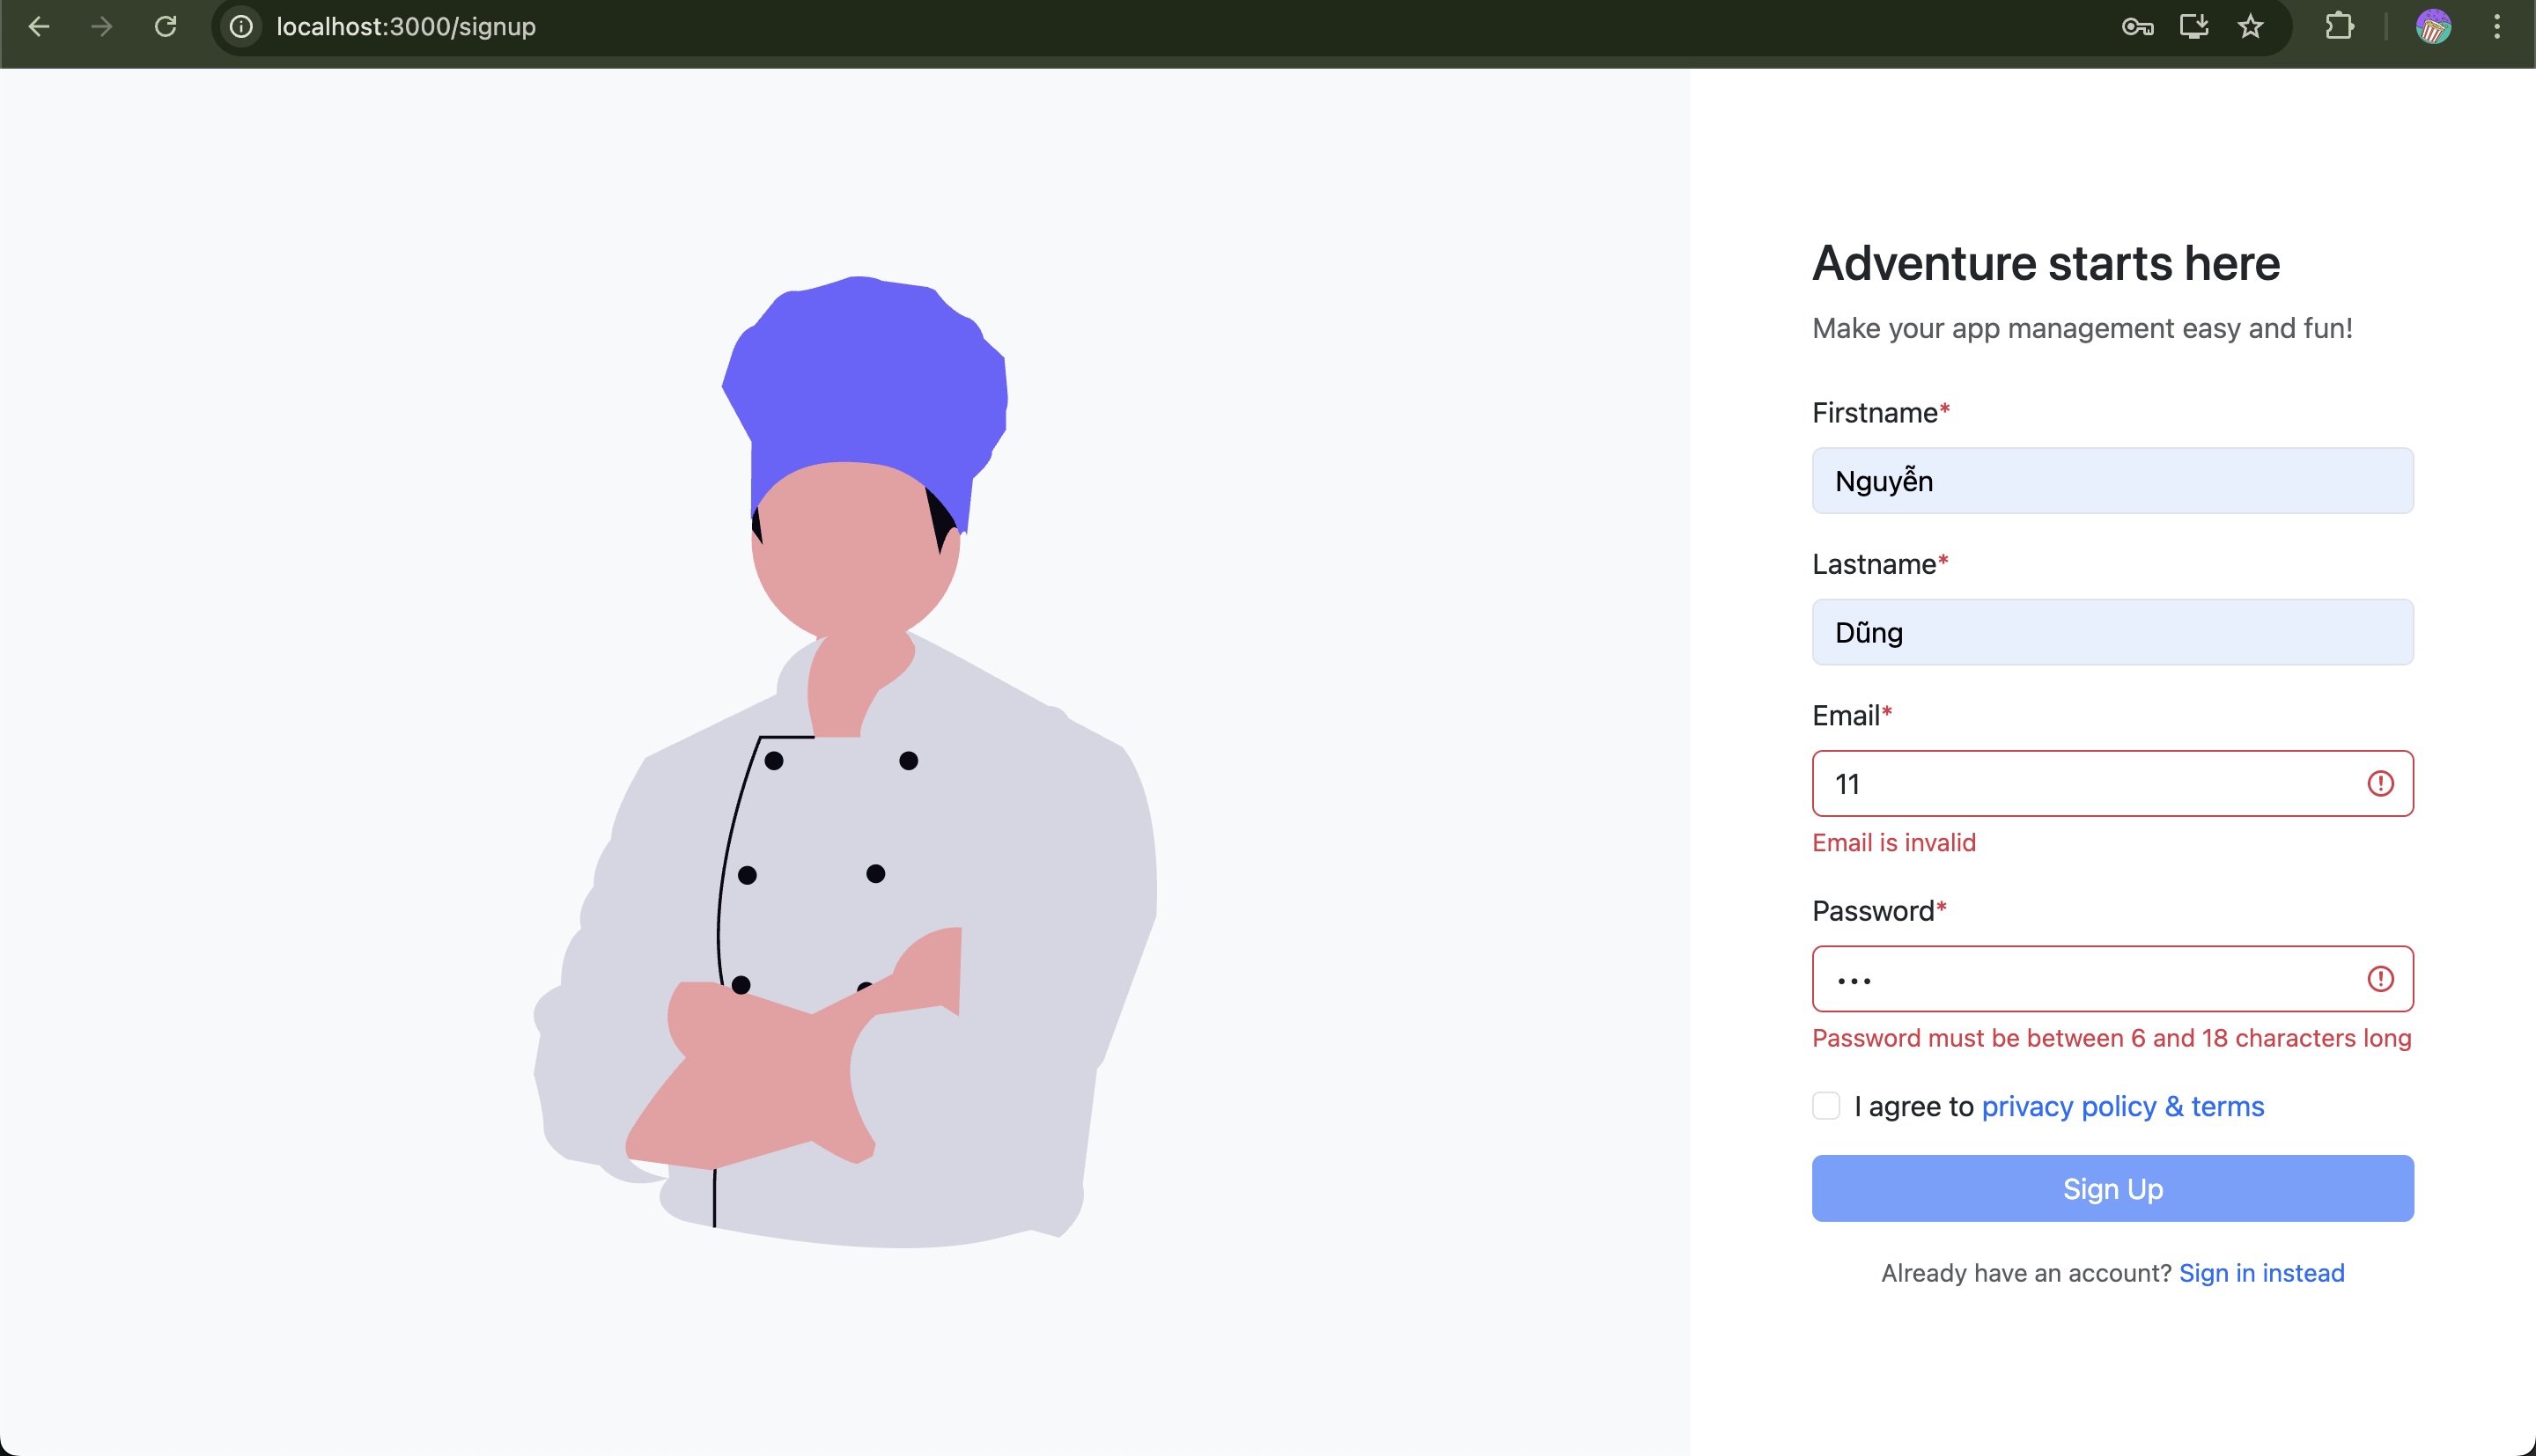 localhost:3000/signup
Adventure starts here
Make your app management easy and fun!
Firstname*
Nguyễn
Lastname*
Dũng
Email*
11
Email is invalid
Password*
•••
Password must be between 6 and 18 characters long
I agree to privacy policy & terms
Sign Up
Already have an account? Sign in instead